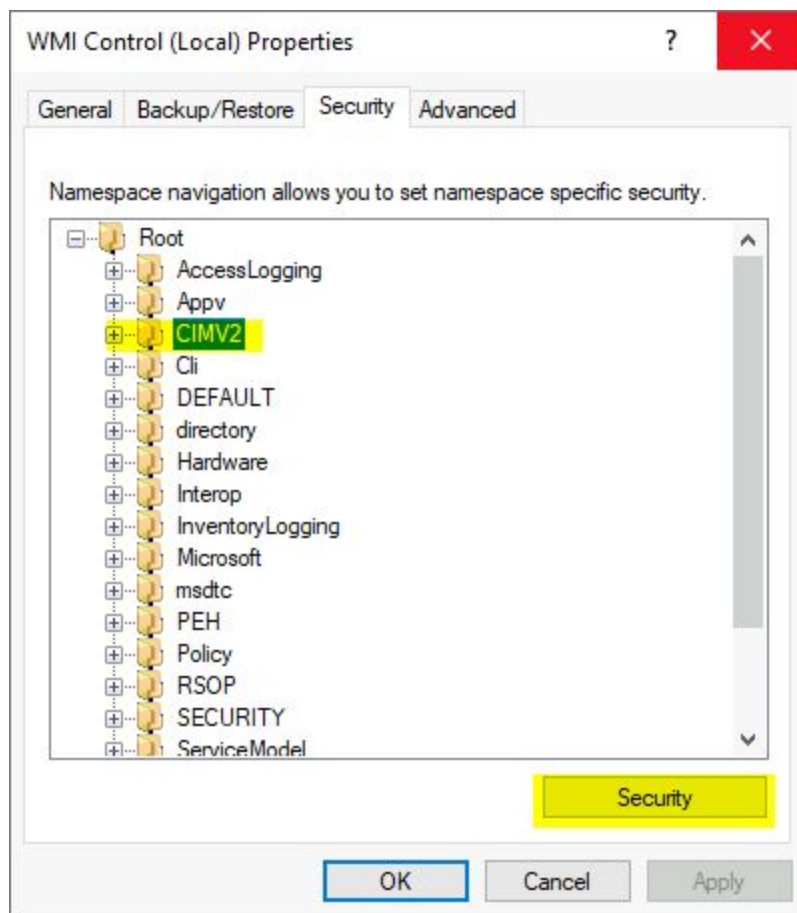 WMI Control (Local) Properties ?
General Backup/Restore Security Advanced
Namespace navigation allows you to set namespace specific security.
Root
AccessLogging
Appv
CIMV2
Cli
DEFAULT
directory
Hardware
Interop
InventoryLogging
Microsoft
msdtc
PEH
Policy
RSOP
SECURITY
ServiceModel
Security
OK Cancel Apply